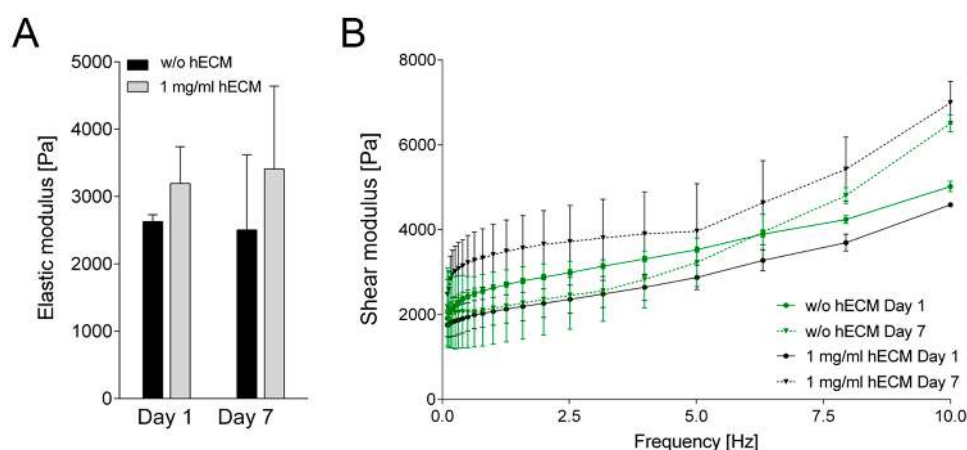 A
Elastic modulus [Pa]
5000
4000
3000
2000
1000
0
w/o hECM
1 mg/ml hECM
Day 1 Day 7
B
Shear modulus [Pa]
8000
6000
4000
2000
0
w/o hECM Day 1
w/o hECM Day 7
1 mg/ml hECM Day 1
1 mg/ml hECM Day 7
0.0 2.5 5.0 7.5 10.0
Frequency [Hz]